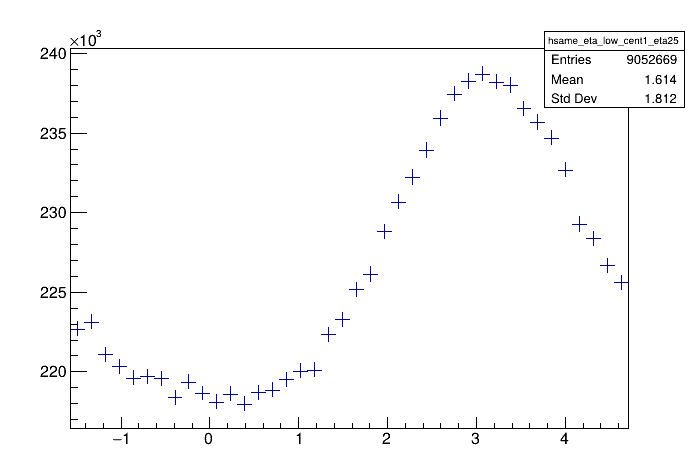 ×10³
hsame_eta_low_cent1_eta25
Entries 9052669
Mean 1.614
Std Dev 1.812
240
235
230
225
220
−1 0 1 2 3 4